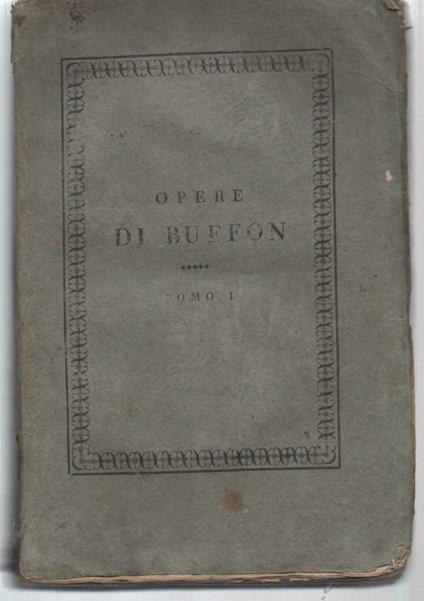 OPERE
DI BUFFON
TOMO I.